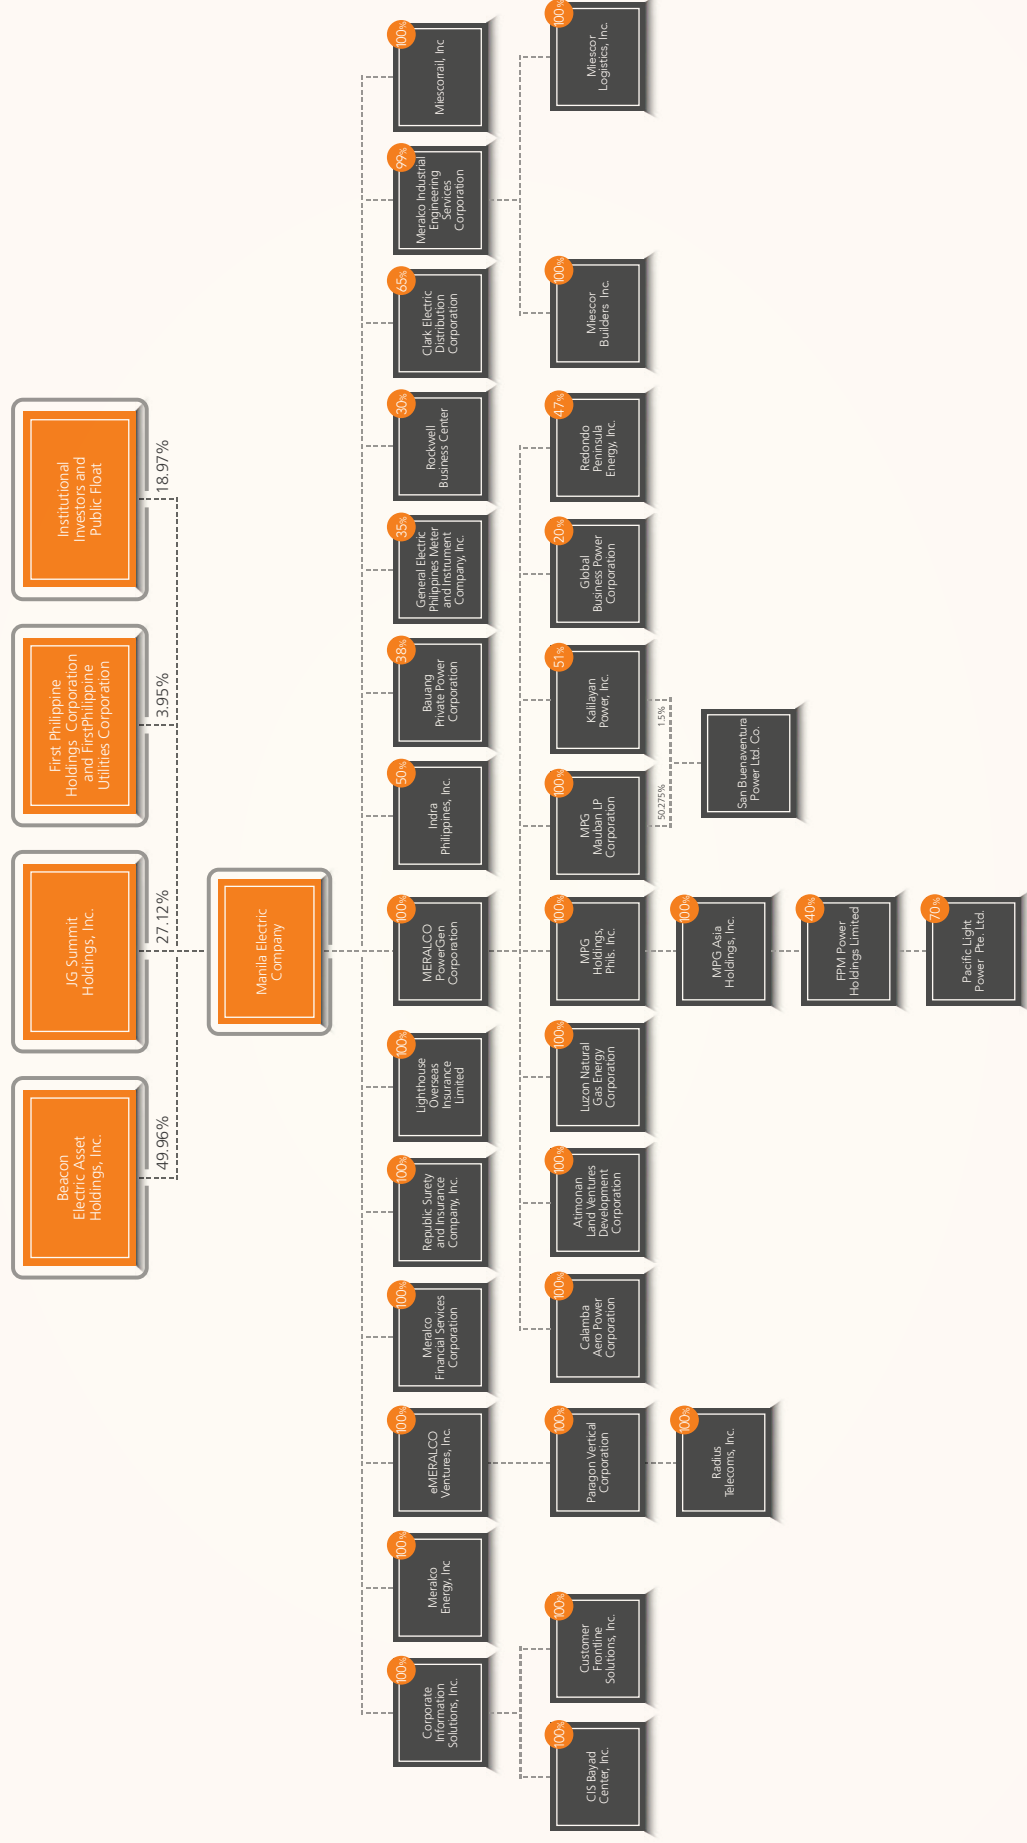 Beacon
Electric Asset
Holdings, Inc.
49.96%
JG Summit
Holdings, Inc.
27.12%
First Philippine
Holdings Corporation
and FirstPhilippine
Utilities Corporation
3.95%
Institutional
Investors and
Public Float
18.97%
Manila Electric
Company
100%
Corporate
Information
Solutions, Inc.
100%
Meralco
Energy, Inc
100%
eMERALCO
Ventures, Inc.
100%
Meralco
Financial Services
Corporation
100%
Republic Surety
and Insurance
Company, Inc.
100%
Lighthouse
Overseas
Insurance
Limited
100%
MERALCO
PowerGen
Corporation
50%
Indra
Philippines, Inc.
38%
Bauang
Private Power
Corporation
35%
General Electric
Philippines Meter
and Instrument
Company, Inc.
30%
Rockwell
Business Center
65%
Clark Electric
Distribution
Corporation
99%
Meralco Industrial
Engineering
Services
Corporation
100%
Miescorrail, Inc
100%
CIS Bayad
Center, Inc.
100%
Customer
Frontline
Solutions, Inc.
100%
Paragon Vertical
Corporation
100%
Calamba
Aero Power
Corporation
100%
Atimonan
Land Ventures
Development
Corporation
100%
Luzon Natural
Gas Energy
Corporation
100%
MPG
Holdings,
Phils. Inc.
100%
MPG
Mauban LP
Corporation
51%
Kalilayan
Power, Inc.
20%
Global
Business Power
Corporation
47%
Redondo
Peninsula
Energy, Inc.
100%
Miescor
Builders Inc.
100%
Miescor
Logistics, Inc.
50.275%
1.5%
100%
Radius
Telecoms, Inc.
100%
MPG Asia
Holdings, Inc.
San Buenaventura
Power Ltd. Co.
40%
FPM Power
Holdings Limited
70%
Pacific Light
Power Pte. Ltd.